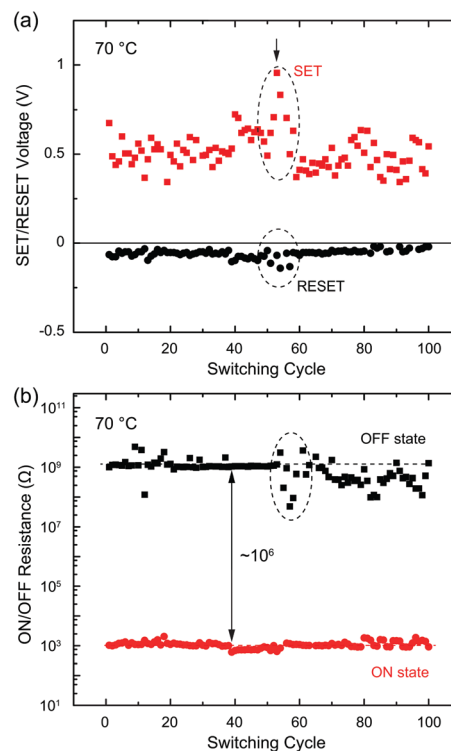 (a)
70 °C
SET
1
0.5
0
-0.5
SET/RESET Voltage (V)
RESET
0 20 40 60 80 100
Switching Cycle
(b)
70 °C
OFF state
10¹¹
10⁹
10⁷
10⁵
10³
10¹
ON/OFF Resistance (Ω)
~10⁶
ON state
0 20 40 60 80 100
Switching Cycle